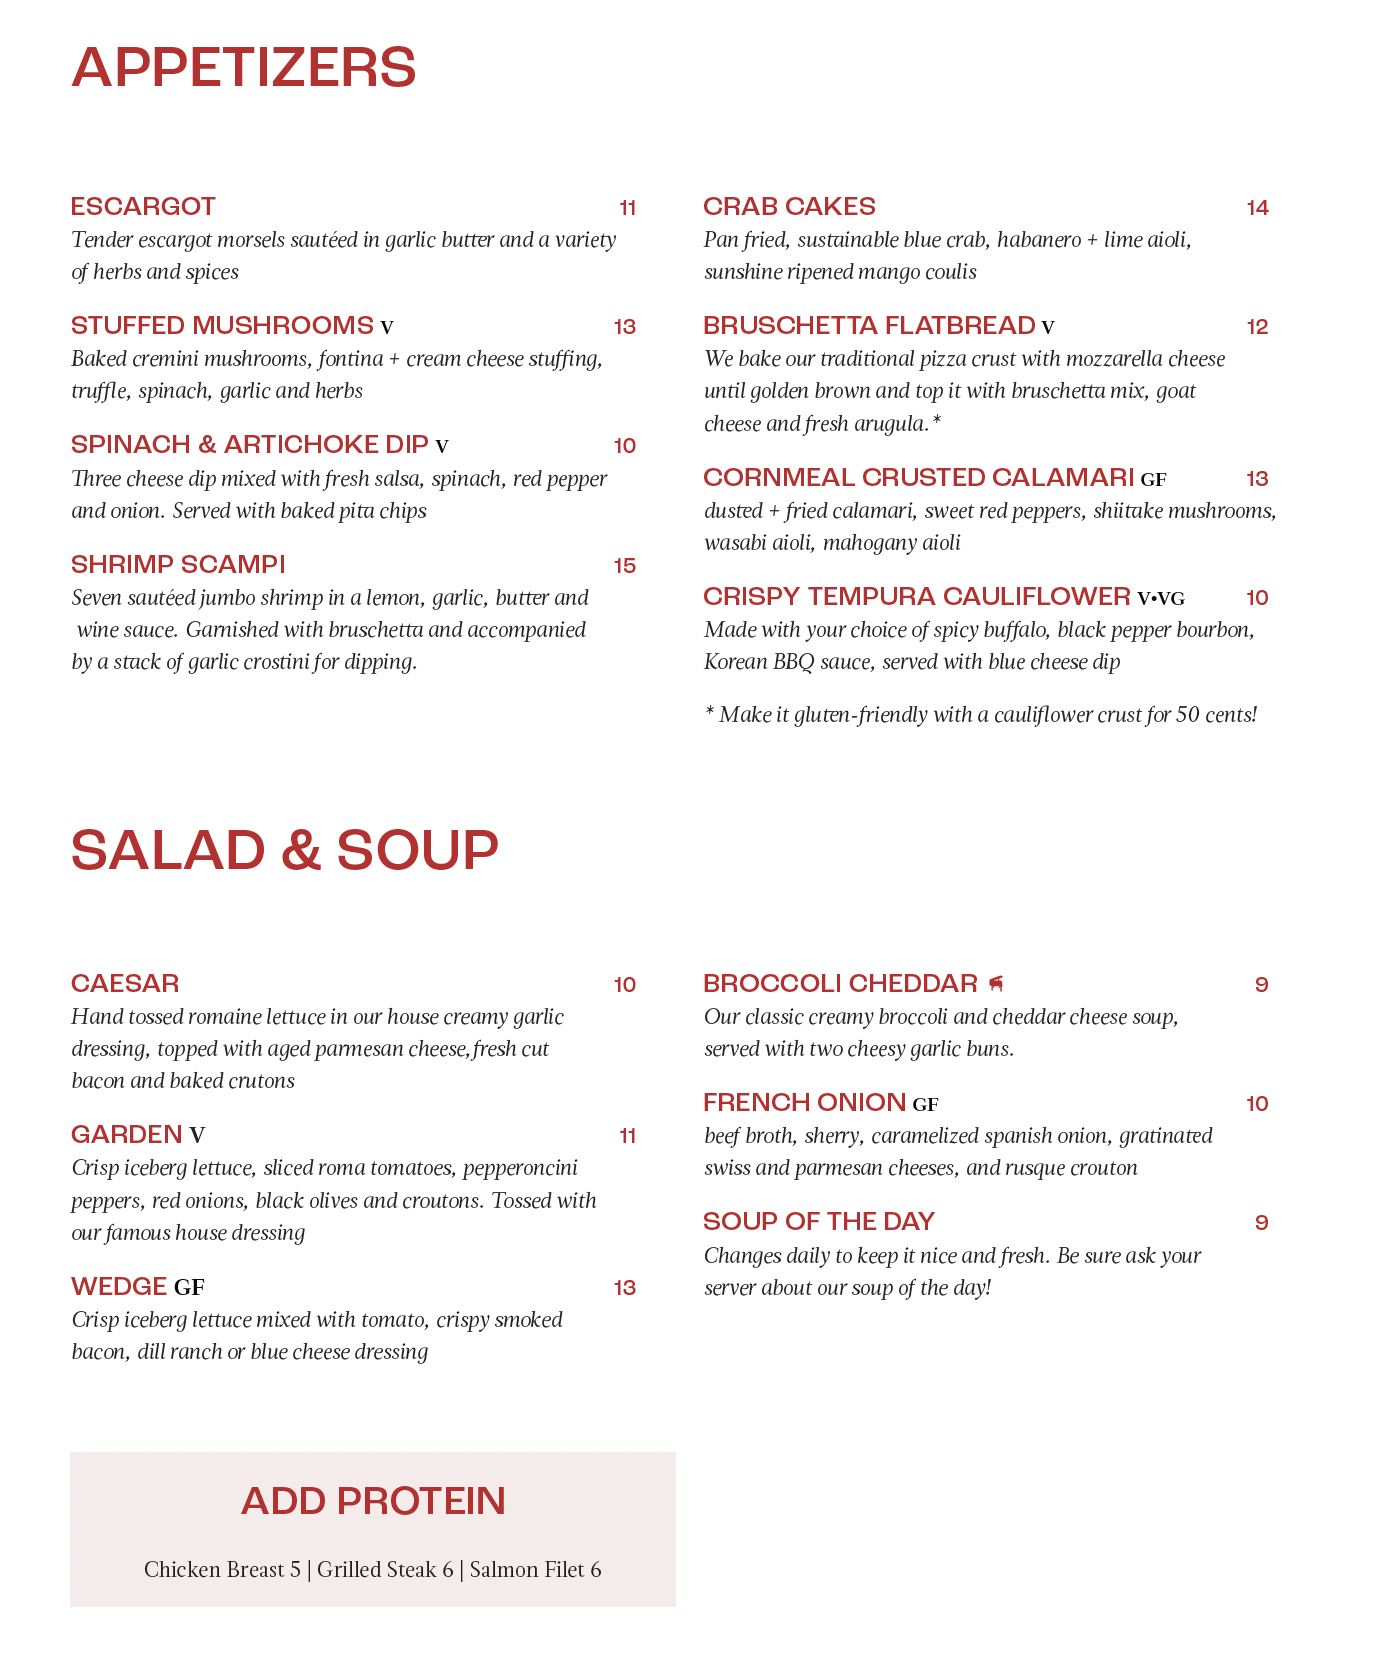 APPETIZERS
ESCARGOT 11
Tender escargot morsels sautéed in garlic butter and a variety
of herbs and spices
STUFFED MUSHROOMS V 13
Baked cremini mushrooms, fontina + cream cheese stuffing,
truffle, spinach, garlic and herbs
SPINACH & ARTICHOKE DIP V 10
Three cheese dip mixed with fresh salsa, spinach, red pepper
and onion. Served with baked pita chips
SHRIMP SCAMPI 15
Seven sautéed jumbo shrimp in a lemon, garlic, butter and
wine sauce. Garnished with bruschetta and accompanied
by a stack of garlic crostini for dipping.
CRAB CAKES 14
Pan fried, sustainable blue crab, habanero + lime aioli,
sunshine ripened mango coulis
BRUSCHETTA FLATBREAD V 12
We bake our traditional pizza crust with mozzarella cheese
until golden brown and top it with bruschetta mix, goat
cheese and fresh arugula.*
CORNMEAL CRUSTED CALAMARI GF 13
dusted + fried calamari, sweet red peppers, shiitake mushrooms,
wasabi aioli, mahogany aioli
CRISPY TEMPURA CAULIFLOWER V•VG 10
Made with your choice of spicy buffalo, black pepper bourbon,
Korean BBQ sauce, served with blue cheese dip
* Make it gluten-friendly with a cauliflower crust for 50 cents!
SALAD & SOUP
CAESAR 10
Hand tossed romaine lettuce in our house creamy garlic
dressing, topped with aged parmesan cheese, fresh cut
bacon and baked crutons
GARDEN V 11
Crisp iceberg lettuce, sliced roma tomatoes, pepperoncini
peppers, red onions, black olives and croutons. Tossed with
our famous house dressing
WEDGE GF 13
Crisp iceberg lettuce mixed with tomato, crispy smoked
bacon, dill ranch or blue cheese dressing
BROCCOLI CHEDDAR 9
Our classic creamy broccoli and cheddar cheese soup,
served with two cheesy garlic buns.
FRENCH ONION GF 10
beef broth, sherry, caramelized spanish onion, gratinated
swiss and parmesan cheeses, and rusque crouton
SOUP OF THE DAY 9
Changes daily to keep it nice and fresh. Be sure ask your
server about our soup of the day!
ADD PROTEIN
Chicken Breast 5 | Grilled Steak 6 | Salmon Filet 6